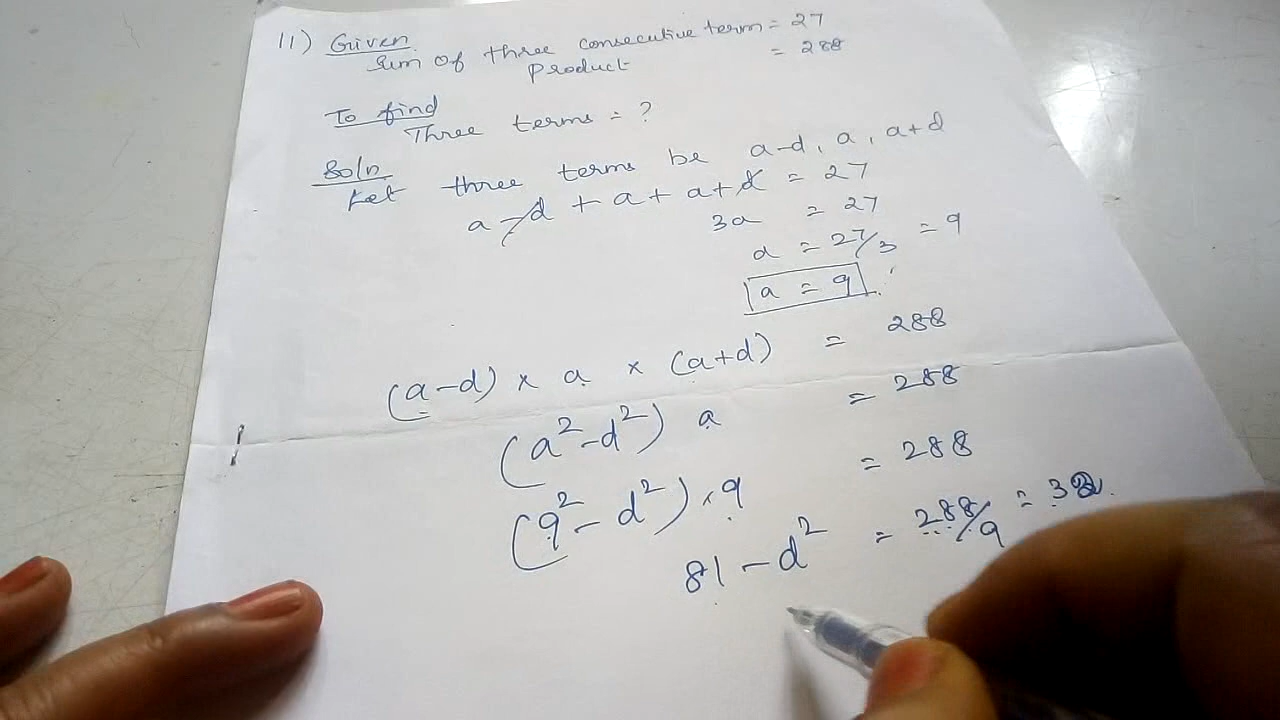 11) Given
Sum of three consecutive term = 27
Product = 288
To find
Three terms = ?
Soln
Let three terms be a-d, a, a+d
a - d + a + a + d = 27
3a = 27
a = 27/3 = 9
a = 9
(a-d) × a × (a+d) = 288
(a² - d²) a = 288
(9² - d²) × 9 = 288
81 - d² = 288/9 = 32